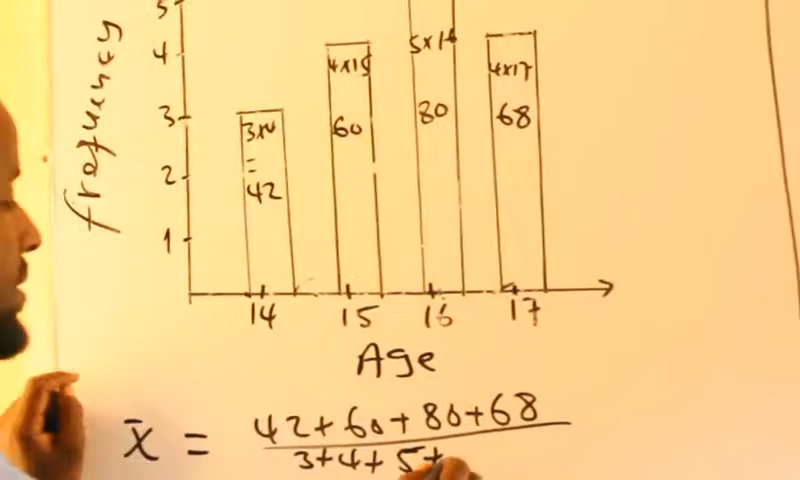 5
frequency
4
3
2
1
3x14
=
42
4x15
60
5x16
80
4x17
68
14 15 16 17
Age
x̄ = 42+60+80+68
3+4+5+